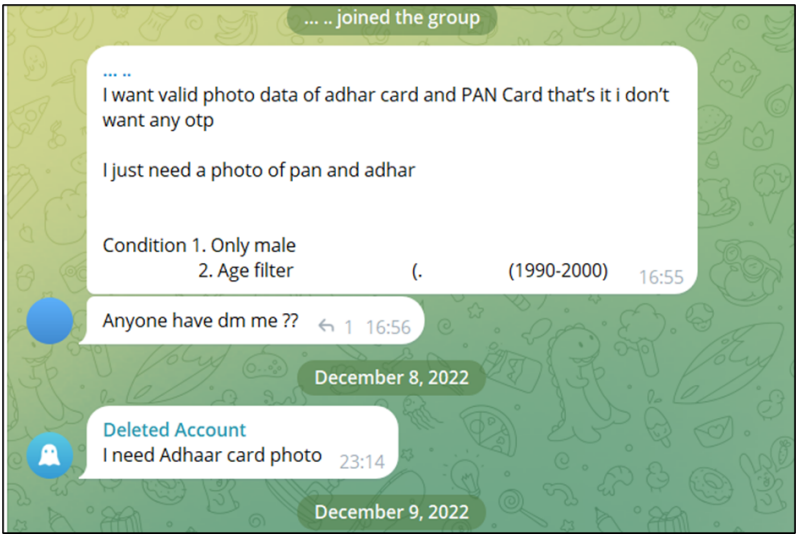 ... .. joined the group
... ..
I want valid photo data of adhar card and PAN Card that's it i don't
want any otp
I just need a photo of pan and adhar
Condition 1. Only male
2. Age filter (. (1990-2000) 16:55
Anyone have dm me ?? 1 16:56
December 8, 2022
Deleted Account
I need Adhaar card photo 23:14
December 9, 2022